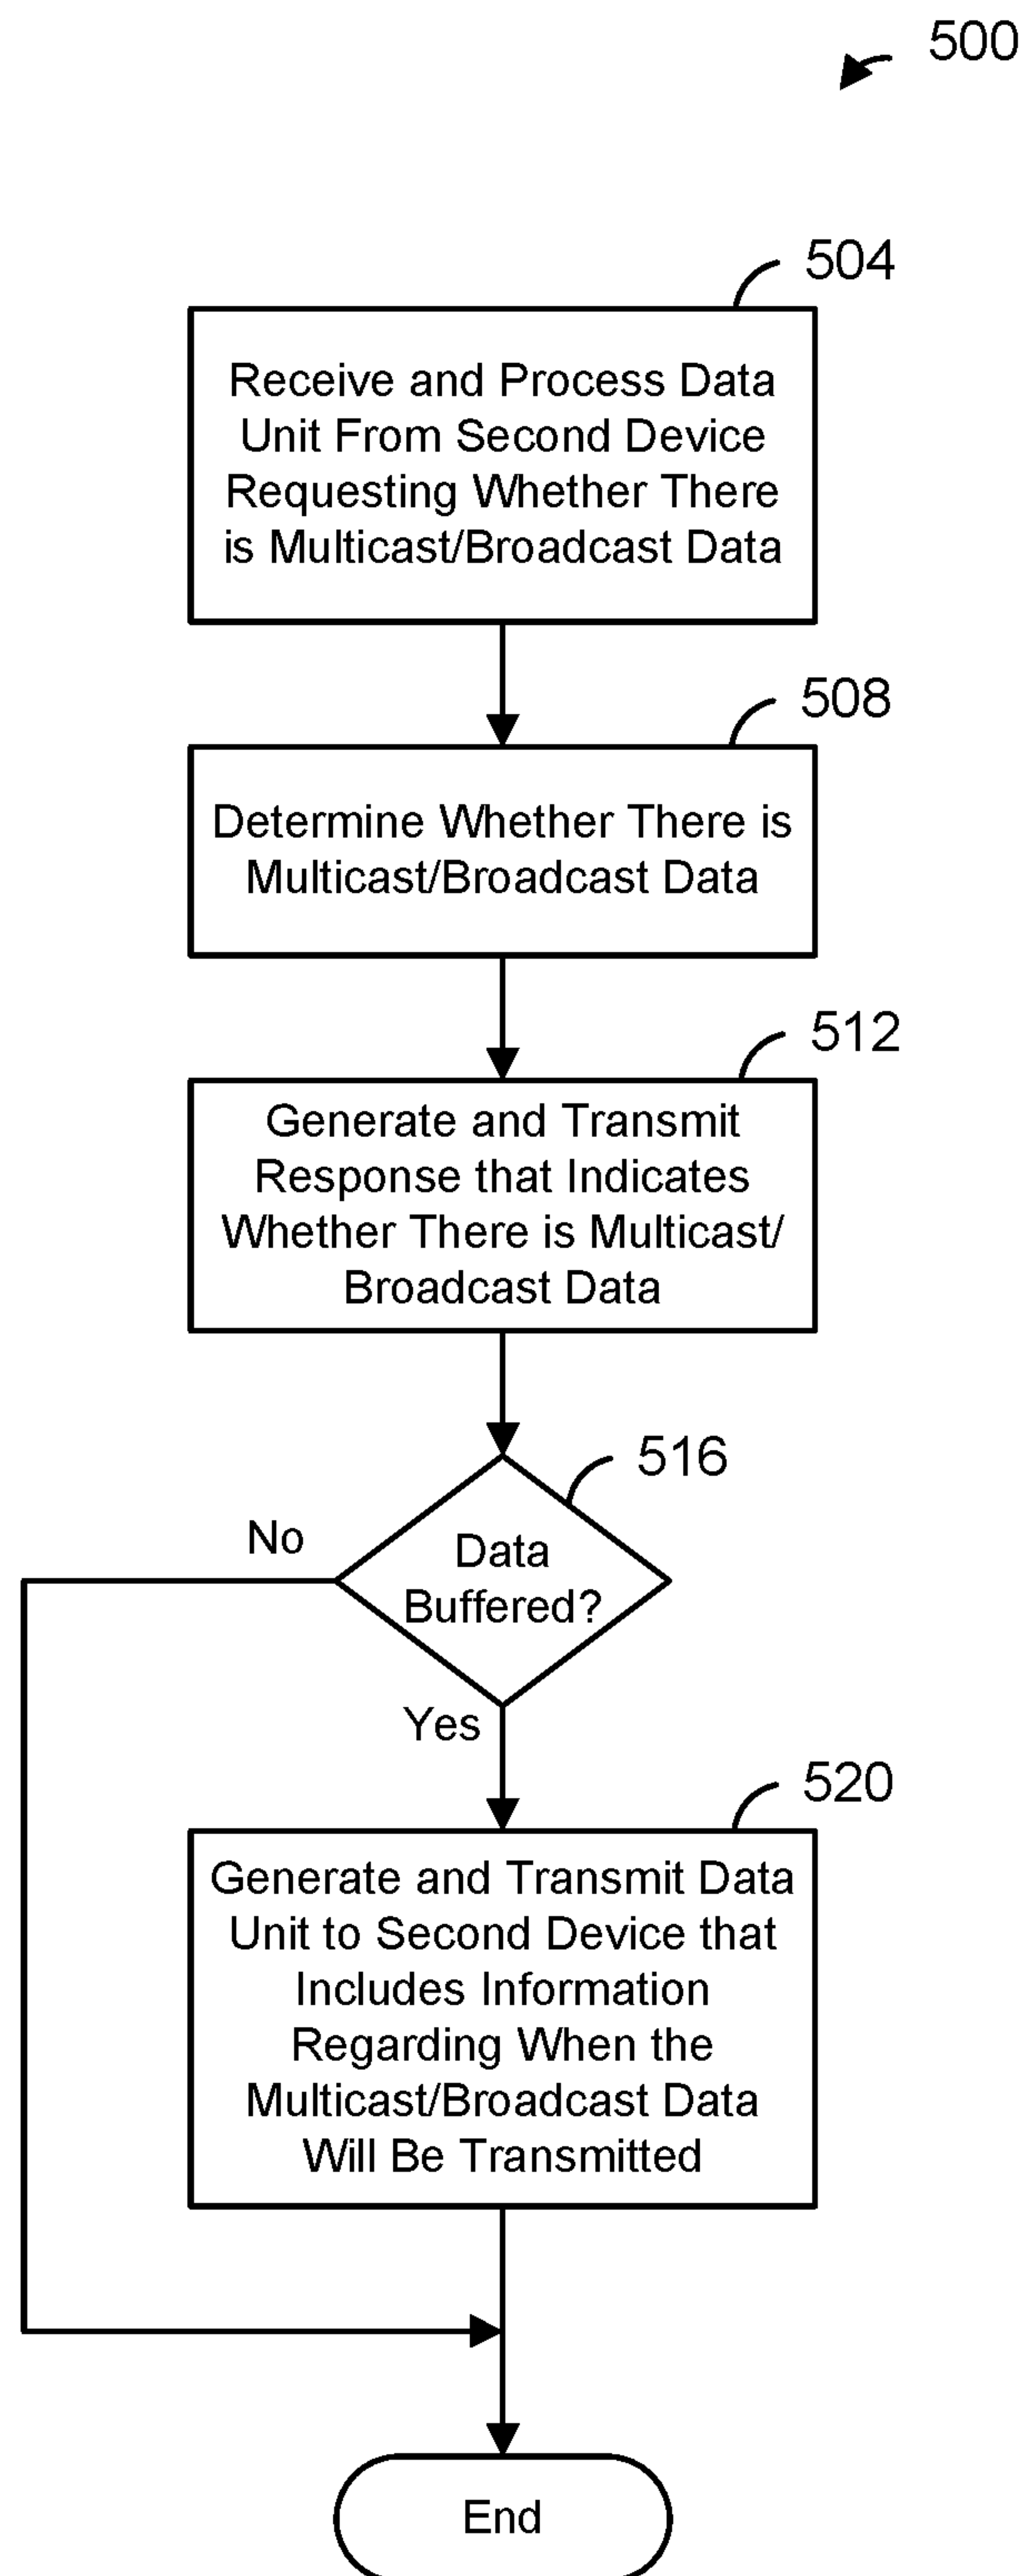 500
504
Receive and Process Data
Unit From Second Device
Requesting Whether There
is Multicast/Broadcast Data
508
Determine Whether There is
Multicast/Broadcast Data
512
Generate and Transmit
Response that Indicates
Whether There is Multicast/
Broadcast Data
516
No
Data
Buffered?
Yes
520
Generate and Transmit Data
Unit to Second Device that
Includes Information
Regarding When the
Multicast/Broadcast Data
Will Be Transmitted
End